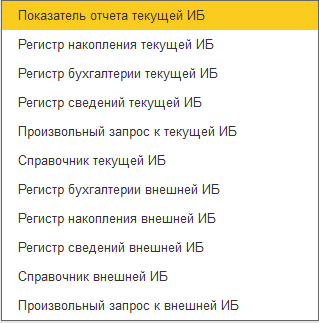 Показатель отчета текущей ИБ
Регистр накопления текущей ИБ
Регистр бухгалтерии текущей ИБ
Регистр сведений текущей ИБ
Произвольный запрос к текущей ИБ
Справочник текущей ИБ
Регистр бухгалтерии внешней ИБ
Регистр накопления внешней ИБ
Регистр сведений внешней ИБ
Справочник внешней ИБ
Произвольный запрос к внешней ИБ